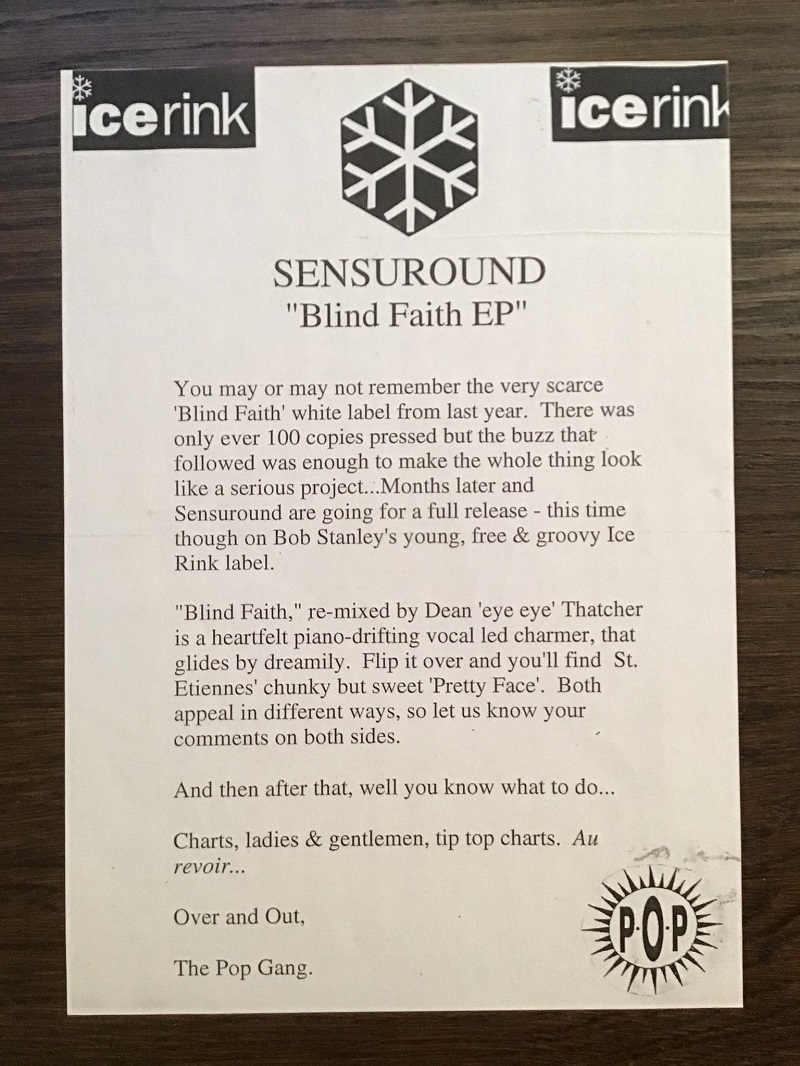 icerink
icerink
SENSUROUND
"Blind Faith EP"
You may or may not remember the very scarce
'Blind Faith' white label from last year.  There was
only ever 100 copies pressed but the buzz that
followed was enough to make the whole thing look
like a serious project...Months later and
Sensuround are going for a full release - this time
though on Bob Stanley's young, free & groovy Ice
Rink label.
"Blind Faith," re-mixed by Dean 'eye eye' Thatcher
is a heartfelt piano-drifting vocal led charmer, that
glides by dreamily.  Flip it over and you'll find  St.
Etiennes' chunky but sweet 'Pretty Face'.  Both
appeal in different ways, so let us know your
comments on both sides.
And then after that, well you know what to do...
Charts, ladies & gentlemen, tip top charts.  Au
revoir...
Over and Out,
The Pop Gang.
P·O·P